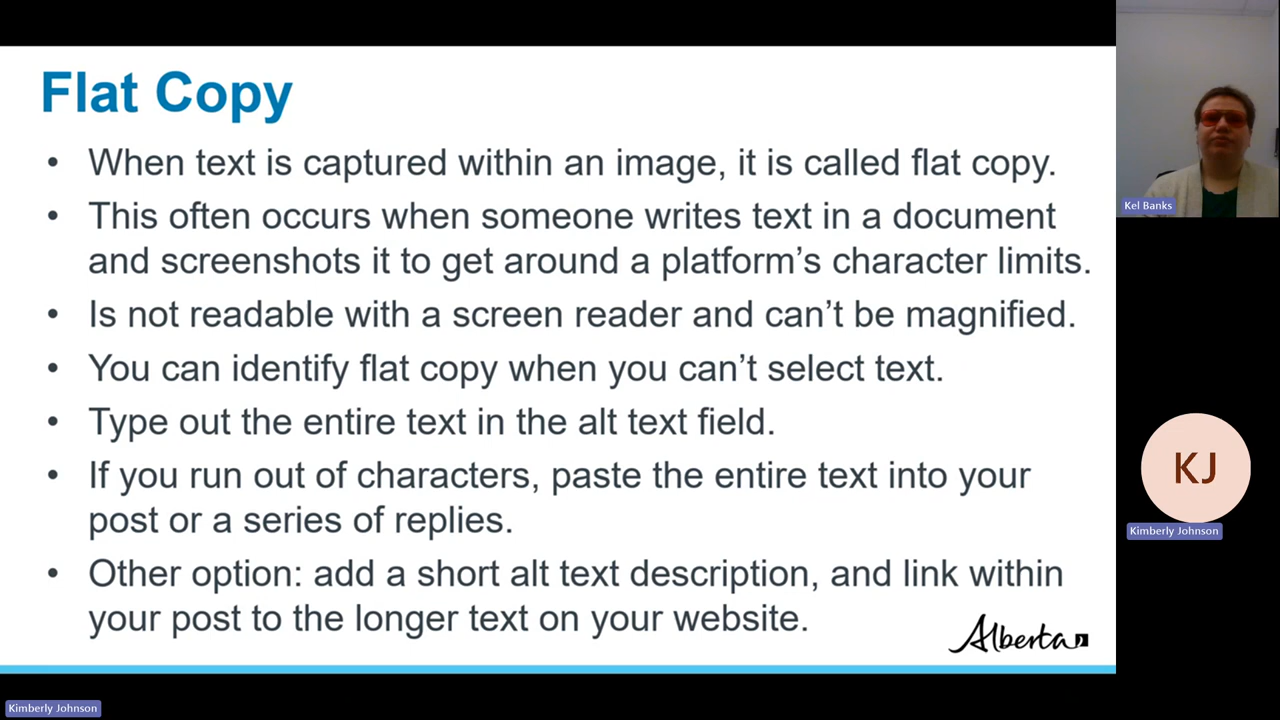 Flat Copy
• When text is captured within an image, it is called flat copy.
• This often occurs when someone writes text in a document
and screenshots it to get around a platform’s character limits.
• Is not readable with a screen reader and can’t be magnified.
• You can identify flat copy when you can’t select text.
• Type out the entire text in the alt text field.
• If you run out of characters, paste the entire text into your
post or a series of replies.
• Other option: add a short alt text description, and link within
your post to the longer text on your website.
Alberta
Kel Banks
KJ
Kimberly Johnson
Kimberly Johnson